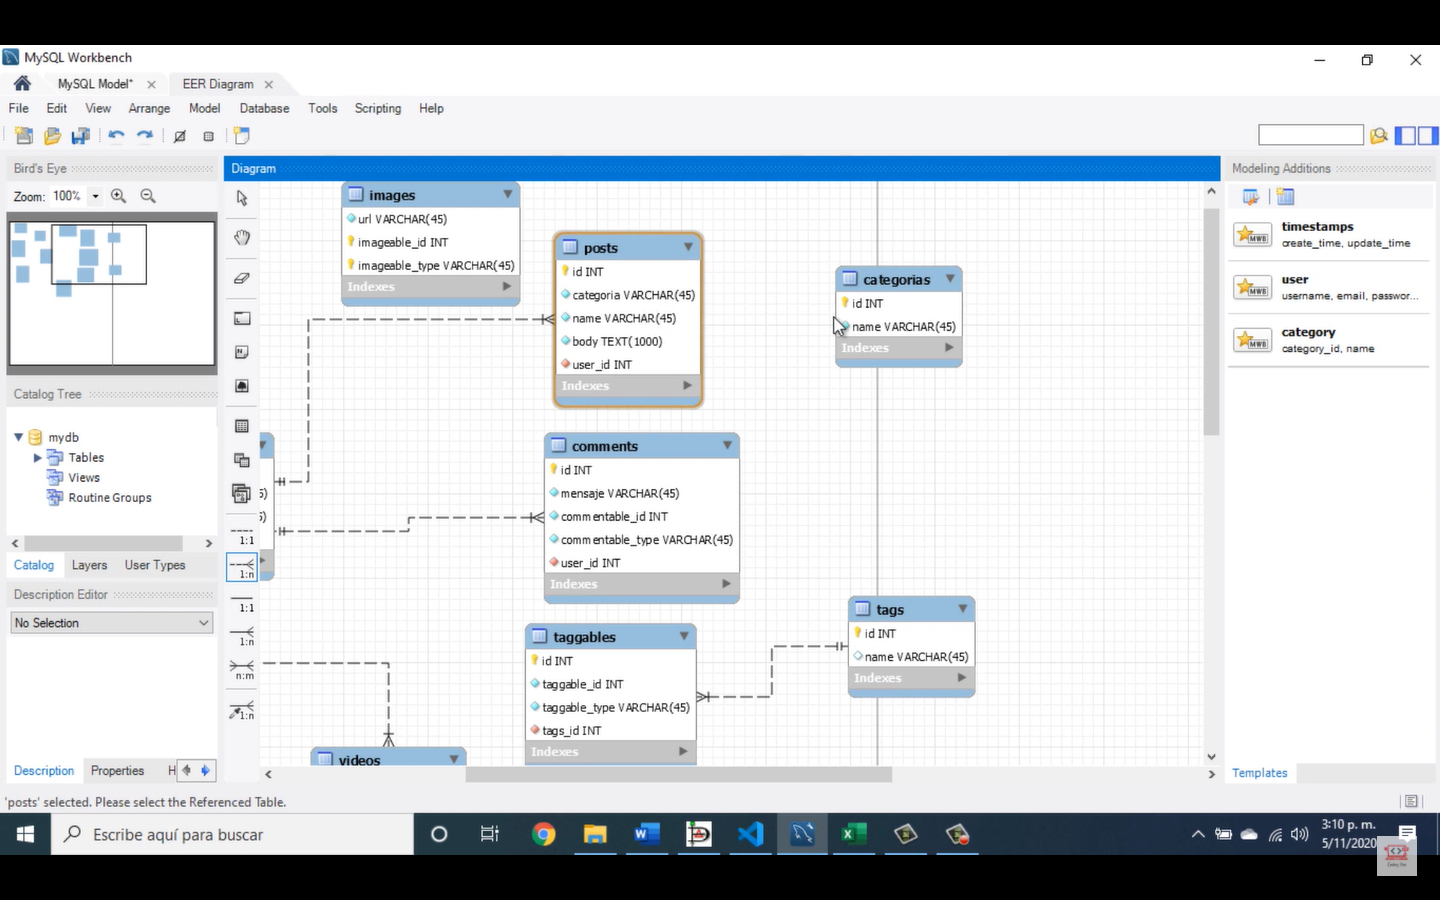 MySQL Workbench
MySQL Model*
EER Diagram
File Edit View Arrange Model Database Tools Scripting Help
Bird's Eye
Zoom: 100%
Catalog Tree
mydb
Tables
Views
Routine Groups
Catalog Layers User Types
Description Editor
No Selection
Description Properties H
Diagram
1:1
1:n
1:1
1:n
n:m
1:n
images
url VARCHAR(45)
imageable_id INT
imageable_type VARCHAR(45)
Indexes
posts
id INT
categoria VARCHAR(45)
name VARCHAR(45)
body TEXT(1000)
user_id INT
Indexes
categorias
id INT
name VARCHAR(45)
Indexes
5)
5)
comments
id INT
mensaje VARCHAR(45)
commentable_id INT
commentable_type VARCHAR(45)
user_id INT
Indexes
taggables
id INT
taggable_id INT
taggable_type VARCHAR(45)
tags_id INT
Indexes
tags
id INT
name VARCHAR(45)
Indexes
videos
Modeling Additions
MWB
timestamps
create_time, update_time
MWB
user
username, email, passwor...
MWB
category
category_id, name
Templates
'posts' selected. Please select the Referenced Table.
Escribe aquí para buscar
3:10 p. m.
5/11/2020